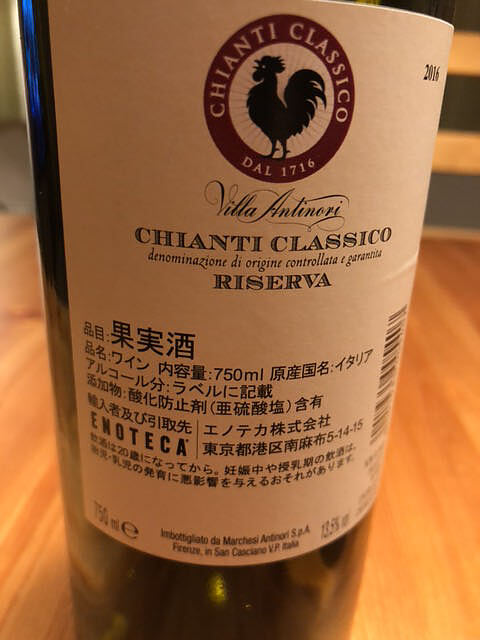 CHIANTI CLASSICO
DAL 1716
2016
Villa Antinori
CHIANTI CLASSICO
denominazione di origine controllata e garantita
RISERVA
品目:果実酒
品名:ワイン 内容量:750ml 原産国名:イタリア
アルコール分:ラベルに記載
添加物:酸化防止剤(亜硫酸塩)含有
輸入者及び引取先
ENOTECA
エノテカ株式会社
東京都港区南麻布5-14-15
飲酒は20歳になってから。妊娠中や授乳期の飲酒は、
胎児・乳児の発育に悪影響を与えるおそれがあります。
750 ml e
Imbottigliato da Marchesi Antinori S.p.A.
Firenze, in San Casciano V.P. Italia
13,5% vol